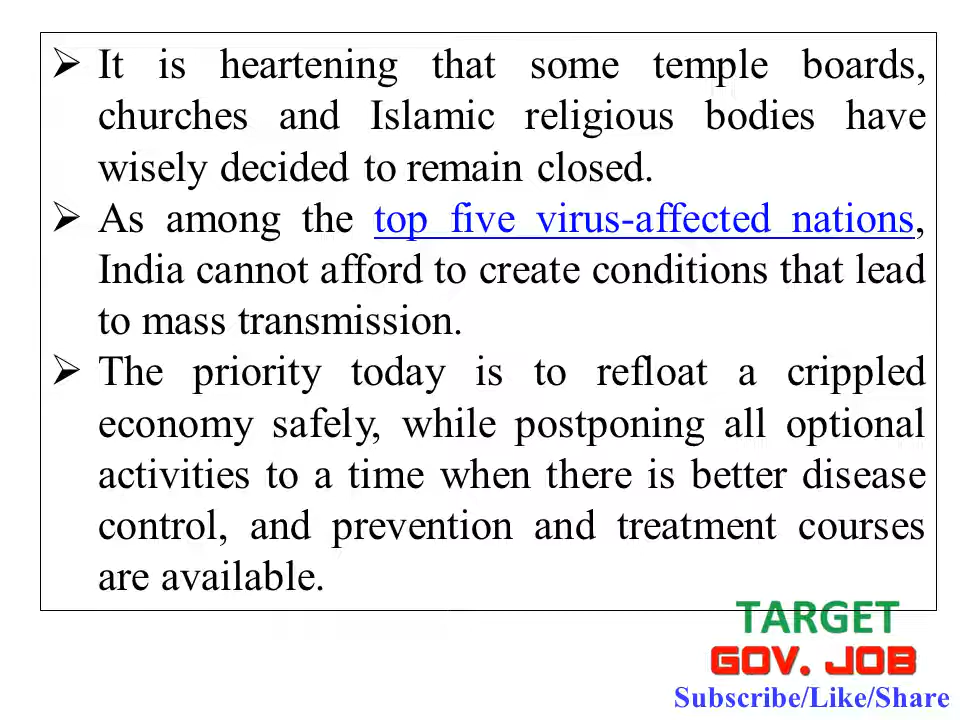 ➢ It is heartening that some temple boards,
churches and Islamic religious bodies have
wisely decided to remain closed.
➢ As among the top five virus-affected nations,
India cannot afford to create conditions that lead
to mass transmission.
➢ The priority today is to refloat a crippled
economy safely, while postponing all optional
activities to a time when there is better disease
control, and prevention and treatment courses
are available.
TARGET
GOV. JOB
Subscribe/Like/Share